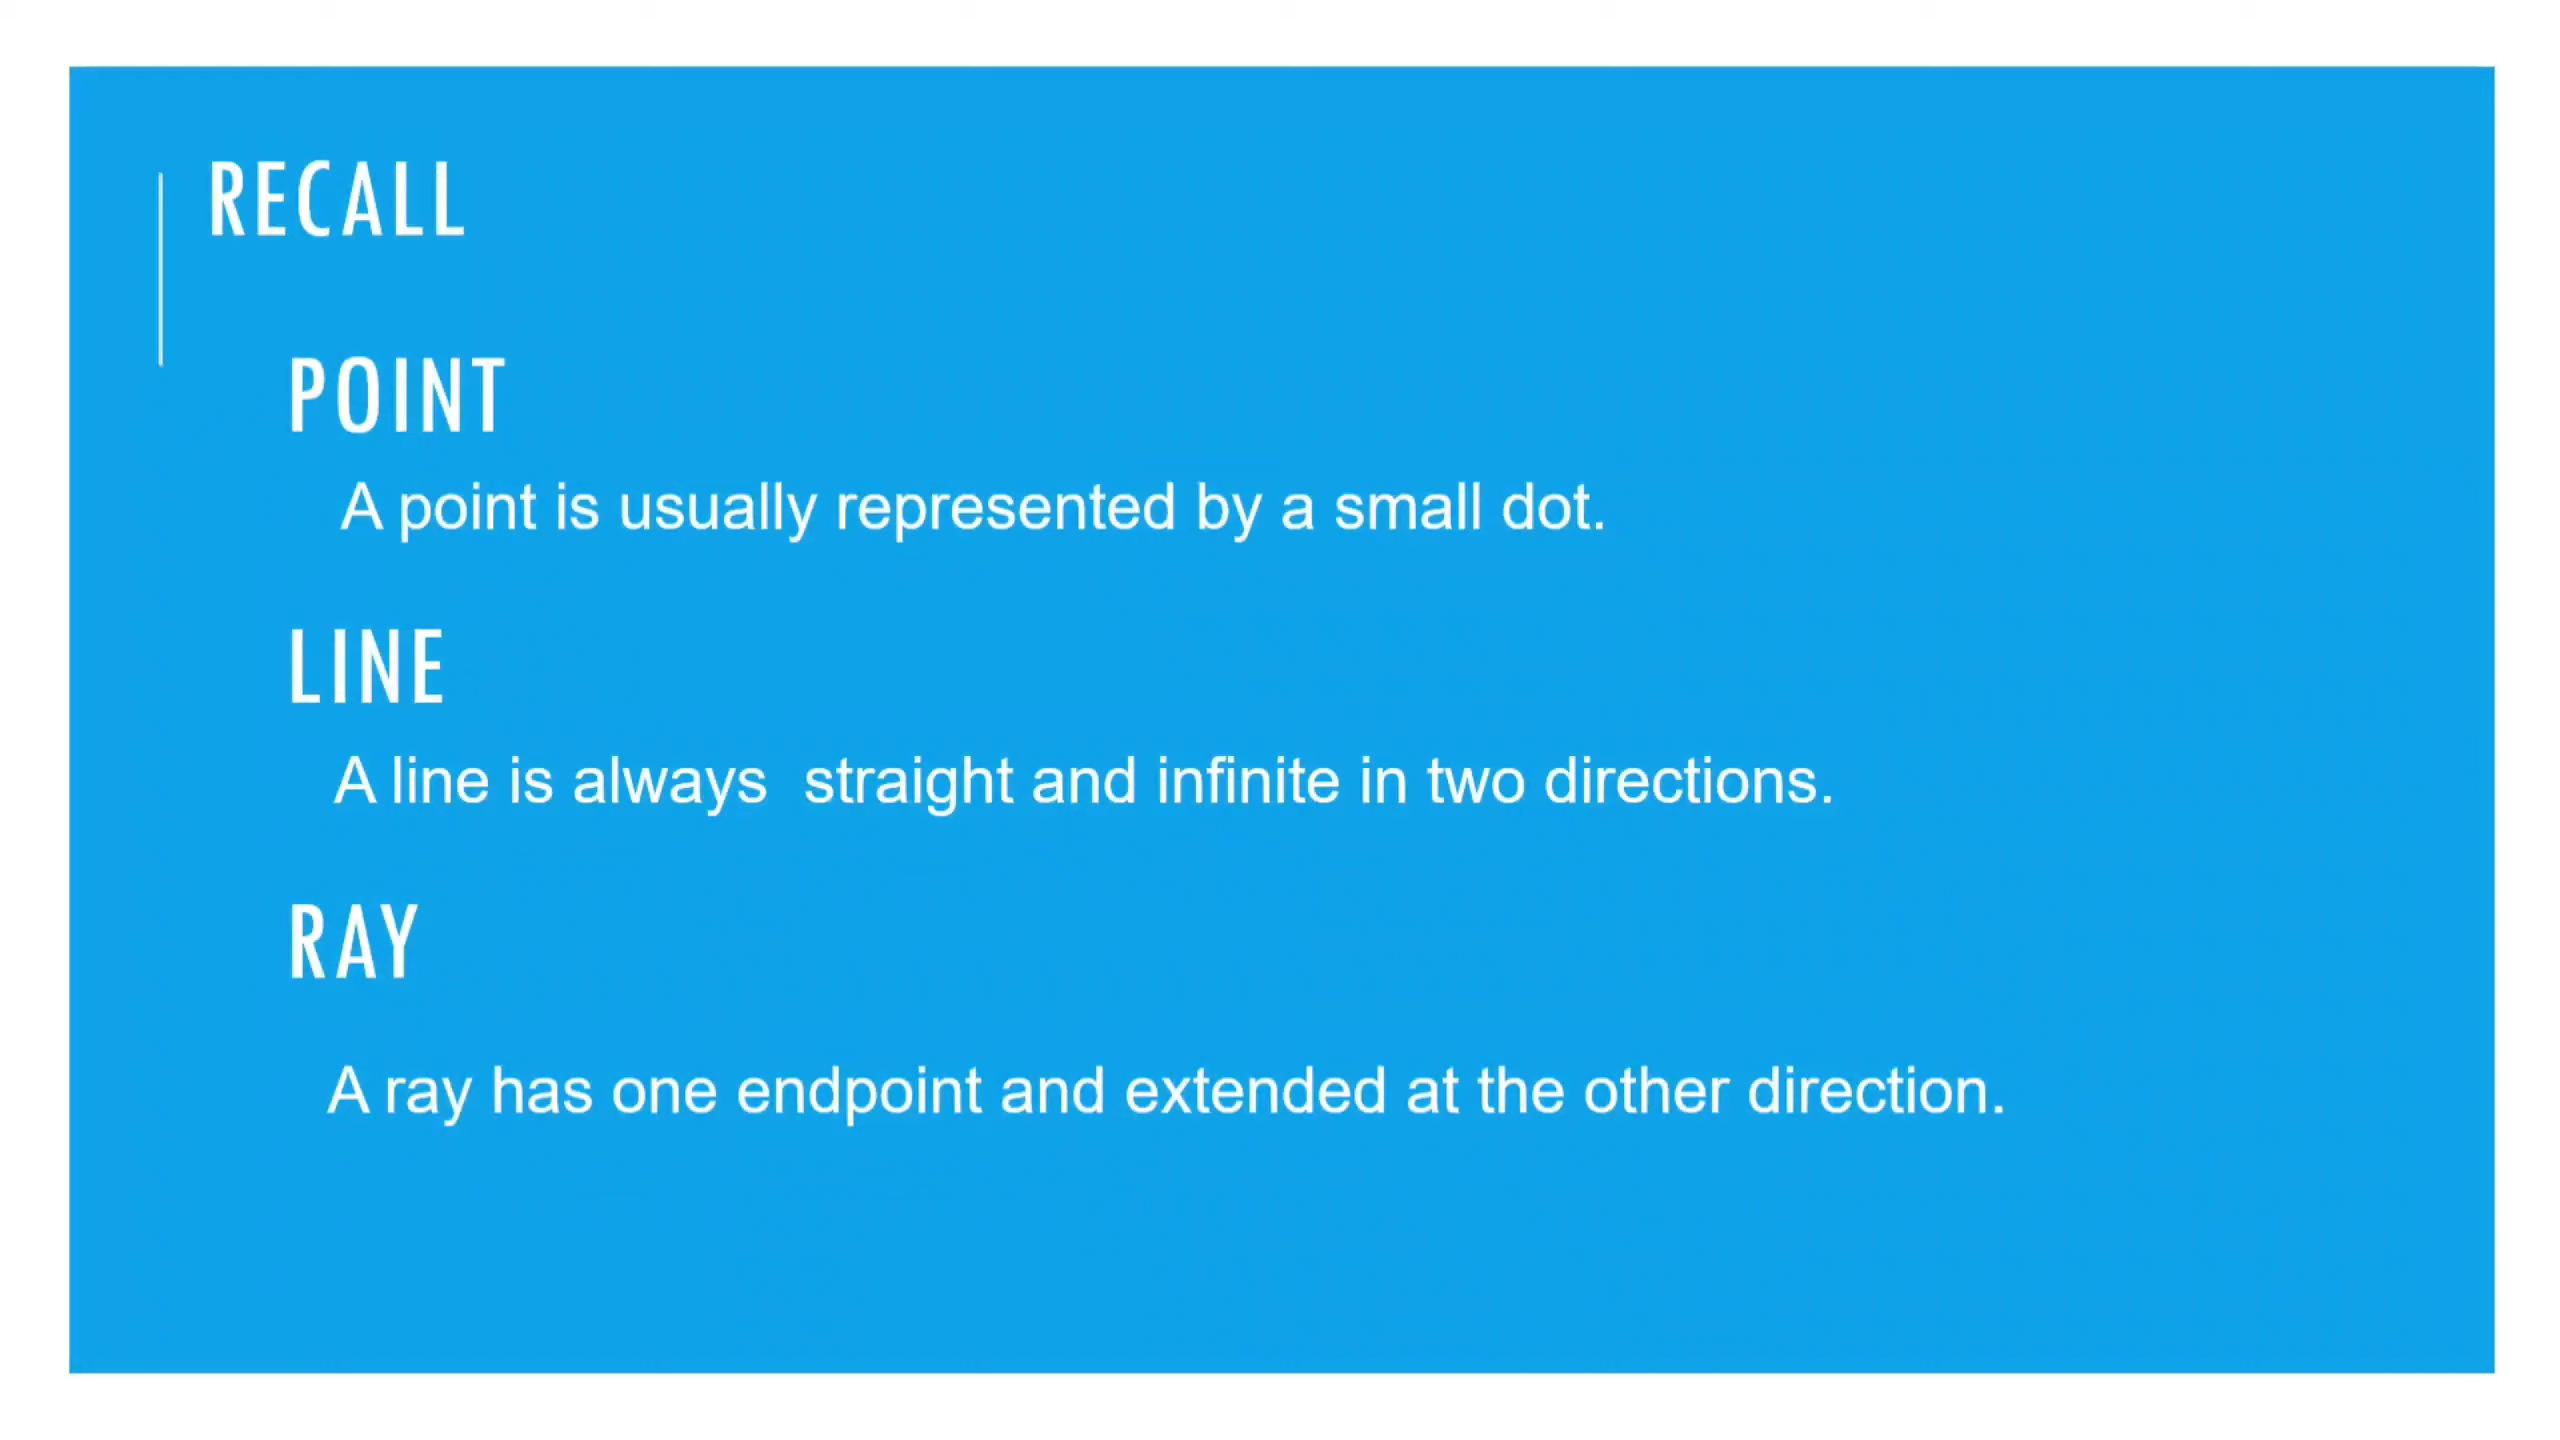 RECALL
POINT
A point is usually represented by a small dot.
LINE
A line is always  straight and infinite in two directions.
RAY
A ray has one endpoint and extended at the other direction.